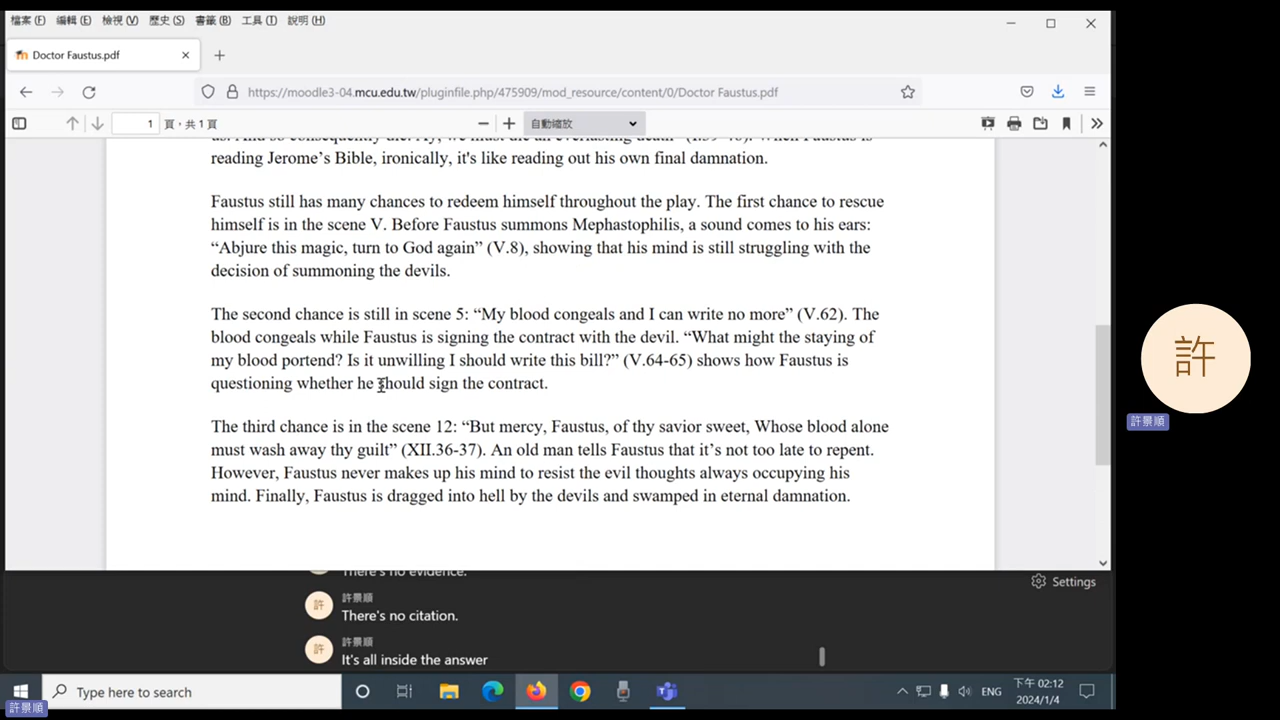 檔案(F) 編輯(E) 檢視(V) 歷史(S) 書籤(B) 工具(T) 說明(H)
Doctor Faustus.pdf
https://moodle3-04.mcu.edu.tw/pluginfile.php/475909/mod_resource/content/0/Doctor Faustus.pdf
1 頁，共 1 頁 自動縮放
reading Jerome's Bible, ironically, it's like reading out his own final damnation.
Faustus still has many chances to redeem himself throughout the play. The first chance to rescue
himself is in the scene V. Before Faustus summons Mephastophilis, a sound comes to his ears:
“Abjure this magic, turn to God again” (V.8), showing that his mind is still struggling with the
decision of summoning the devils.
The second chance is still in scene 5: “My blood congeals and I can write no more” (V.62). The
blood congeals while Faustus is signing the contract with the devil. “What might the staying of
my blood portend? Is it unwilling I should write this bill?” (V.64-65) shows how Faustus is
questioning whether he should sign the contract.
The third chance is in the scene 12: “But mercy, Faustus, of thy savior sweet, Whose blood alone
must wash away thy guilt” (XII.36-37). An old man tells Faustus that it’s not too late to repent.
However, Faustus never makes up his mind to resist the evil thoughts always occupying his
mind. Finally, Faustus is dragged into hell by the devils and swamped in eternal damnation.
許
許景順
There's no evidence.
Settings
許 許景順
There's no citation.
許 許景順
It's all inside the answer
Type here to search
ENG
下午 02:12
2024/1/4
許景順